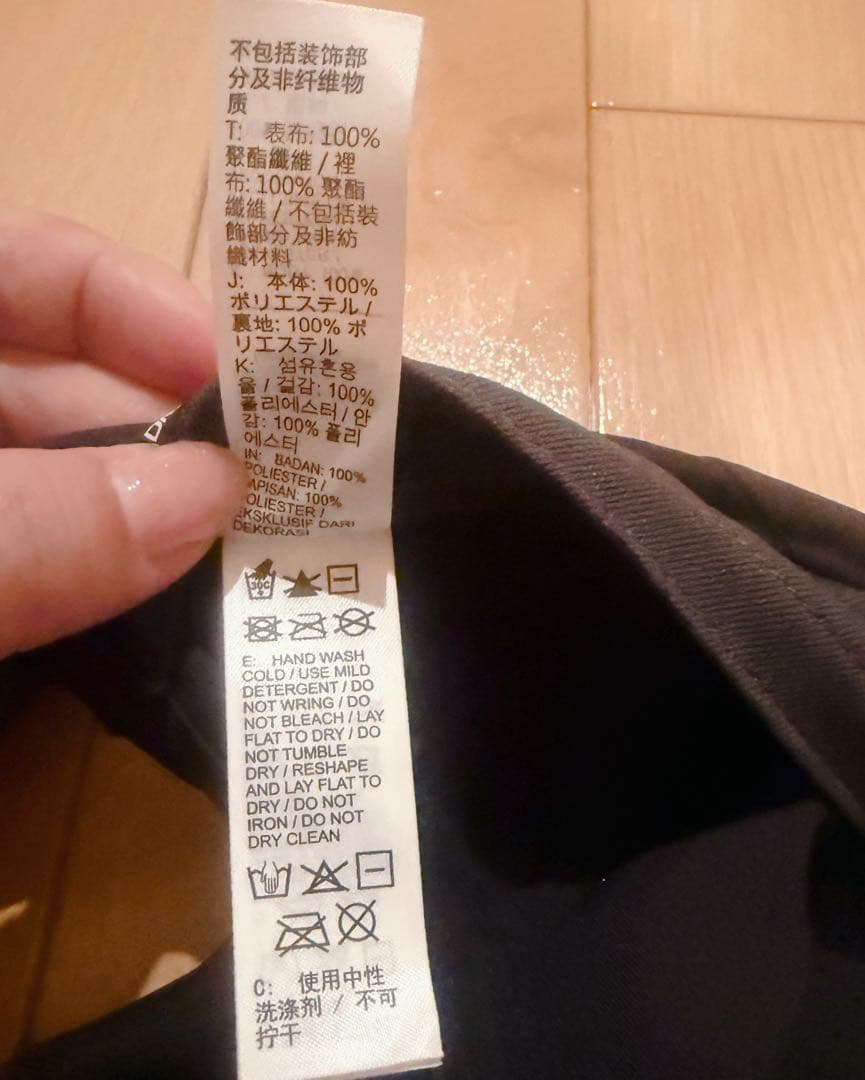 不包括装饰部
分及非纤维物
质
T: 表布: 100%
聚酯纖維 / 裡
布: 100% 聚酯
纖維 / 不包括裝
飾部分及非紡
織材料
J: 本体: 100%
ポリエステル /
裏地: 100% ポ
リエステル
K: 섬유혼용
율 / 겉감: 100%
폴리에스터 / 안
감: 100% 폴리
에스터
IN: BADAN: 100%
POLIESTER /
APISAN: 100%
OLIESTER /
EKSKLUSIF DARI
DEKORASI
30C
E: HAND WASH
COLD / USE MILD
DETERGENT / DO
NOT WRING / DO
NOT BLEACH / LAY
FLAT TO DRY / DO
NOT TUMBLE
DRY / RESHAPE
AND LAY FLAT TO
DRY / DO NOT
IRON / DO NOT
DRY CLEAN
C: 使用中性
洗涤剂 / 不可
拧干